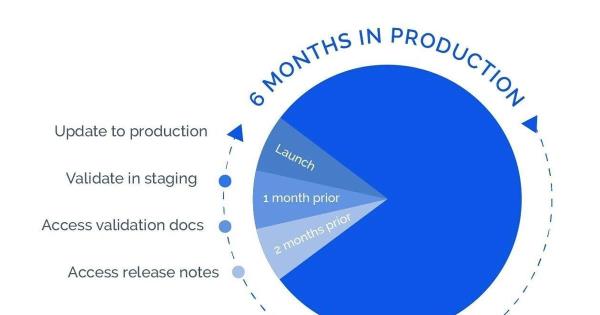 6 MONTHS IN PRODUCTION
Update to production
Launch
Validate in staging
1 month prior
Access validation docs
2 months prior
Access release notes